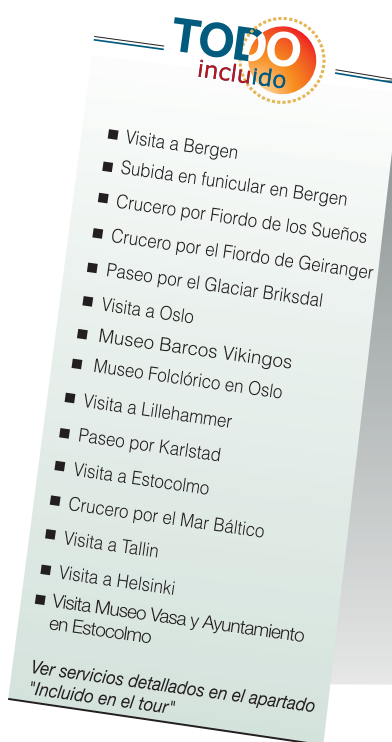 TODO
incluido
■ Visita a Bergen
■ Subida en funicular en Bergen
■ Crucero por Fiordo de los Sueños
■ Crucero por el Fiordo de Geiranger
■ Paseo por el Glaciar Briksdal
■ Visita a Oslo
■ Museo Barcos Vikingos
■ Museo Folclórico en Oslo
■ Visita a Lillehammer
■ Paseo por Karlstad
■ Visita a Estocolmo
■ Crucero por el Mar Báltico
■ Visita a Tallin
■ Visita a Helsinki
■ Visita Museo Vasa y Ayuntamiento
en Estocolmo
Ver servicios detallados en el apartado
"Incluido en el tour"